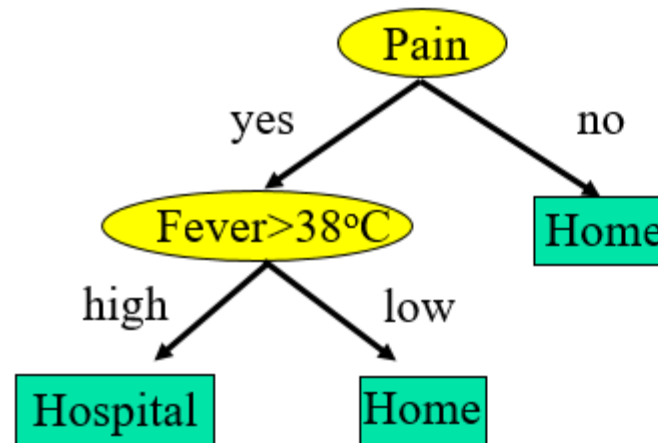 Pain
yes
no
Fever>38°C
Home
high
low
Hospital
Home